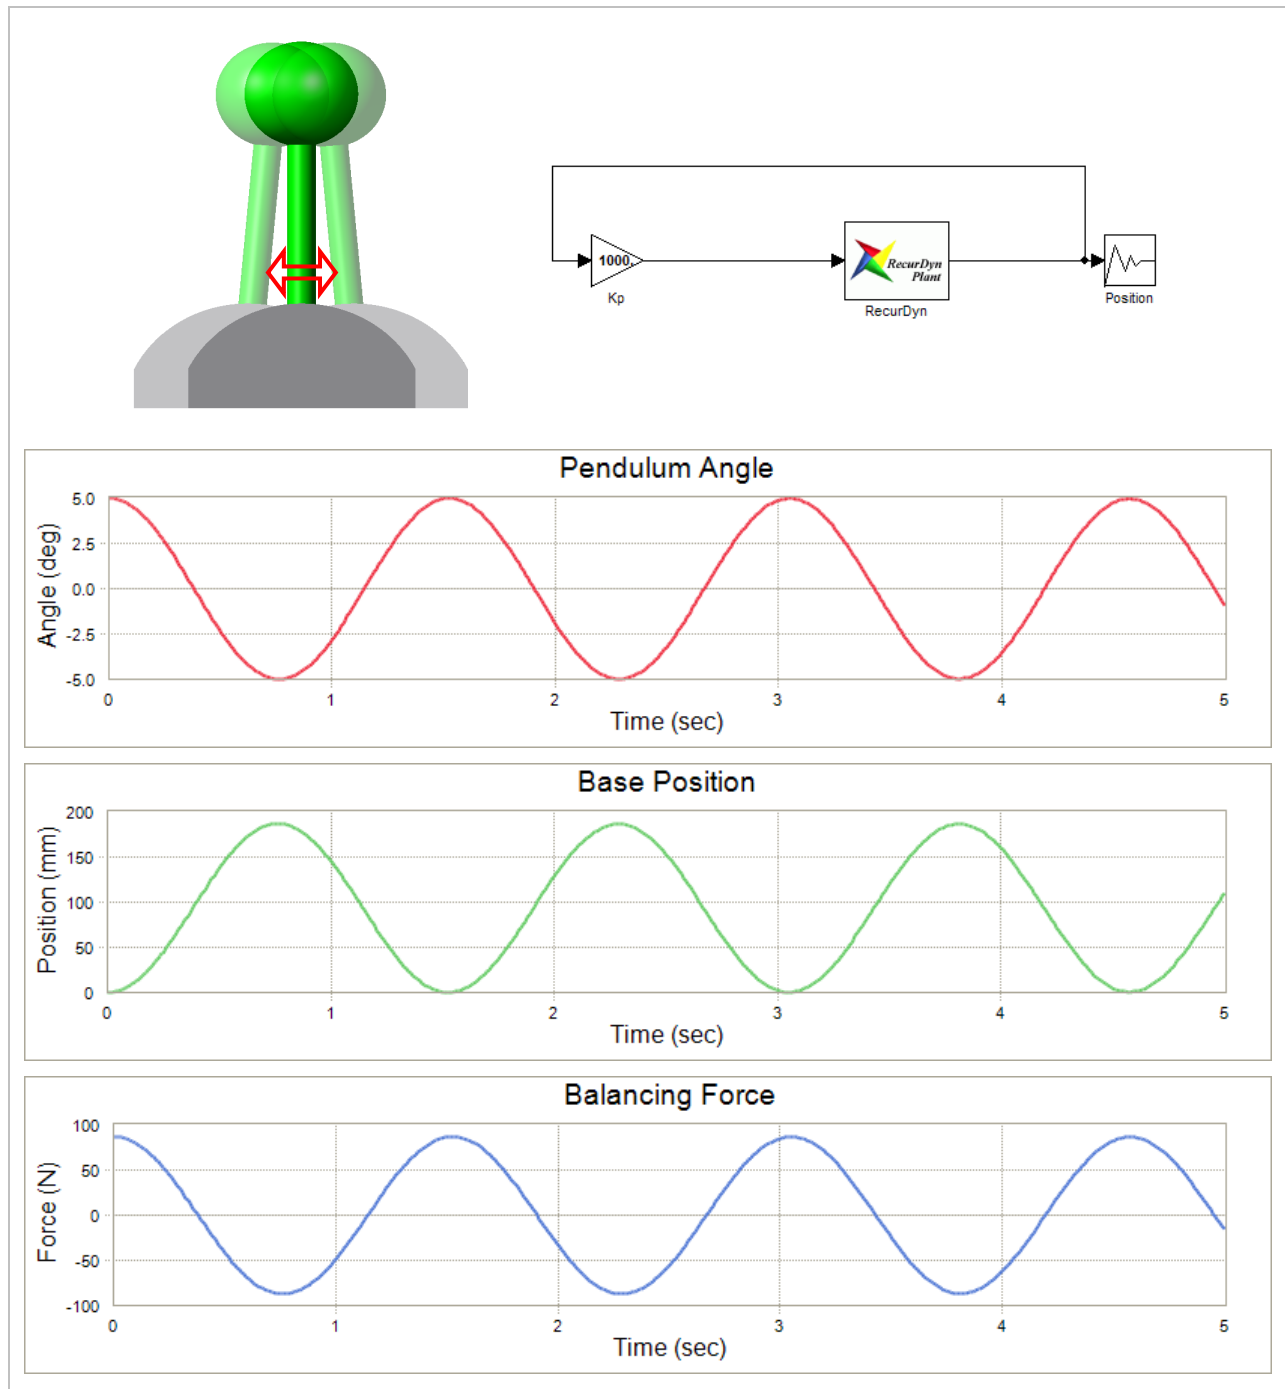 1000.
Kp
RecurDyn
Plant
RecurDyn
Position
Pendulum Angle
Angle (deg)
5.0
2.5
0.0
-2.5
-5.0
0 1 2 3 4 5
Time (sec)
Base Position
Position (mm)
200
150
100
50
0
0 1 2 3 4 5
Time (sec)
Balancing Force
Force (N)
100
50
0
-50
-100
0 1 2 3 4 5
Time (sec)